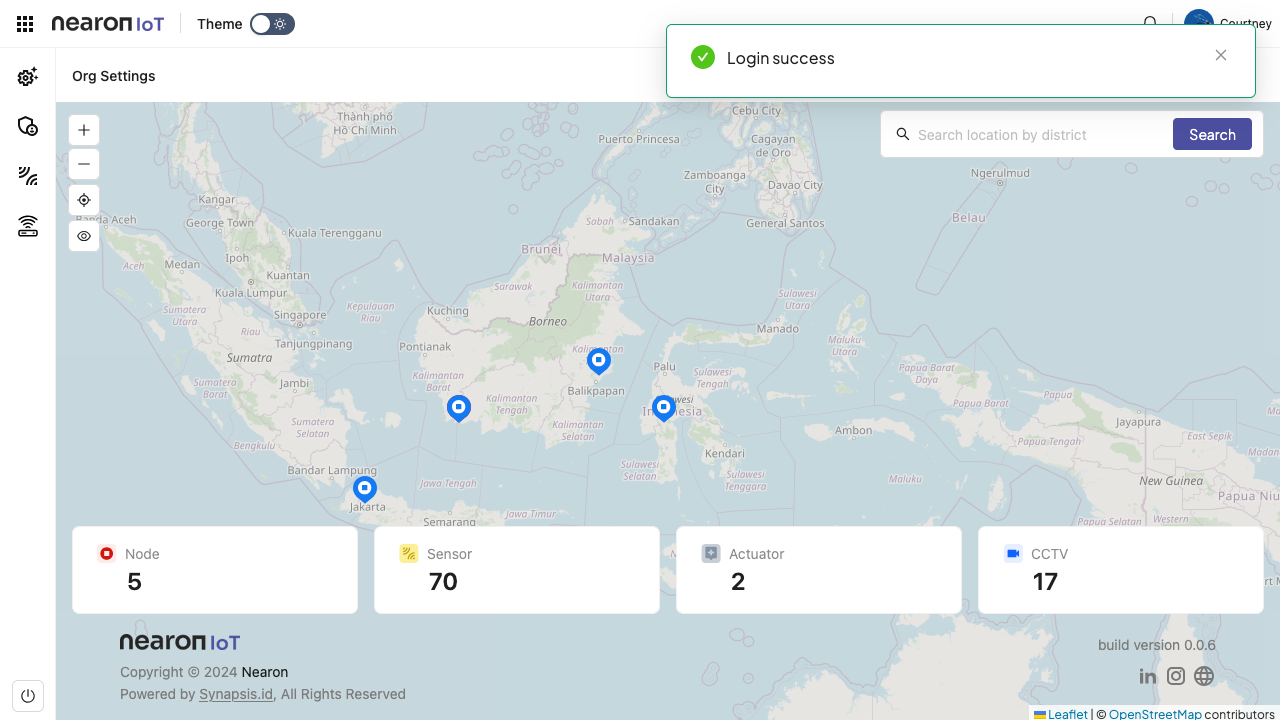 nearon IoT
Theme
Courtney
Login success
Org Settings
Search location by district
Search
Thành phố
Hồ Chí Minh
Cebu City
Puerto Princesa
Cagayan
de Oro
Zamboanga
City
Davao City
General Santos
Ngerulmud
Belau
Kangar
George Town
Banda Aceh
Kuala Terengganu
Ipoh
Aceh
Medan
Kuantan
Kuala Lumpur
Sumatera
Utara
Kepulauan
Riau
Singapore
Riau
Tanjungpinang
Sumatra
Jambi
Sumatera
Barat
Sumatera
Selatan
Bengkulu
Bandar Lampung
Jakarta
Semarang
Jawa Tengah
Jawa Timur
Sabah
Sandakan
Brunei
Malaysia
Sarawak
Kalimantan
Utara
Kuching
Borneo
Pontianak
Kalimantan
Barat
Kalimantan
Tengah
Kalimantan
Balikpapan
Kalimantan
Selatan
Sulawesi
Utara
Manado
Maluku
Utara
Palu
Sulawesi
Tengah
Indonesia
Kendari
Sulawesi
Selatan
Sulawesi
Tenggara
Ambon
Maluku
Papua Barat
Daya
Papua Barat
Jayapura
Papua
East Sepik
Papua Tengah
New Guinea
Papua Selatan
Western
Node
5
Sensor
70
Actuator
2
CCTV
17
nearon IoT
Copyright © 2024 Nearon
Powered by Synapsis.id, All Rights Reserved
build version 0.0.6
Leaflet | © OpenStreetMap contributors